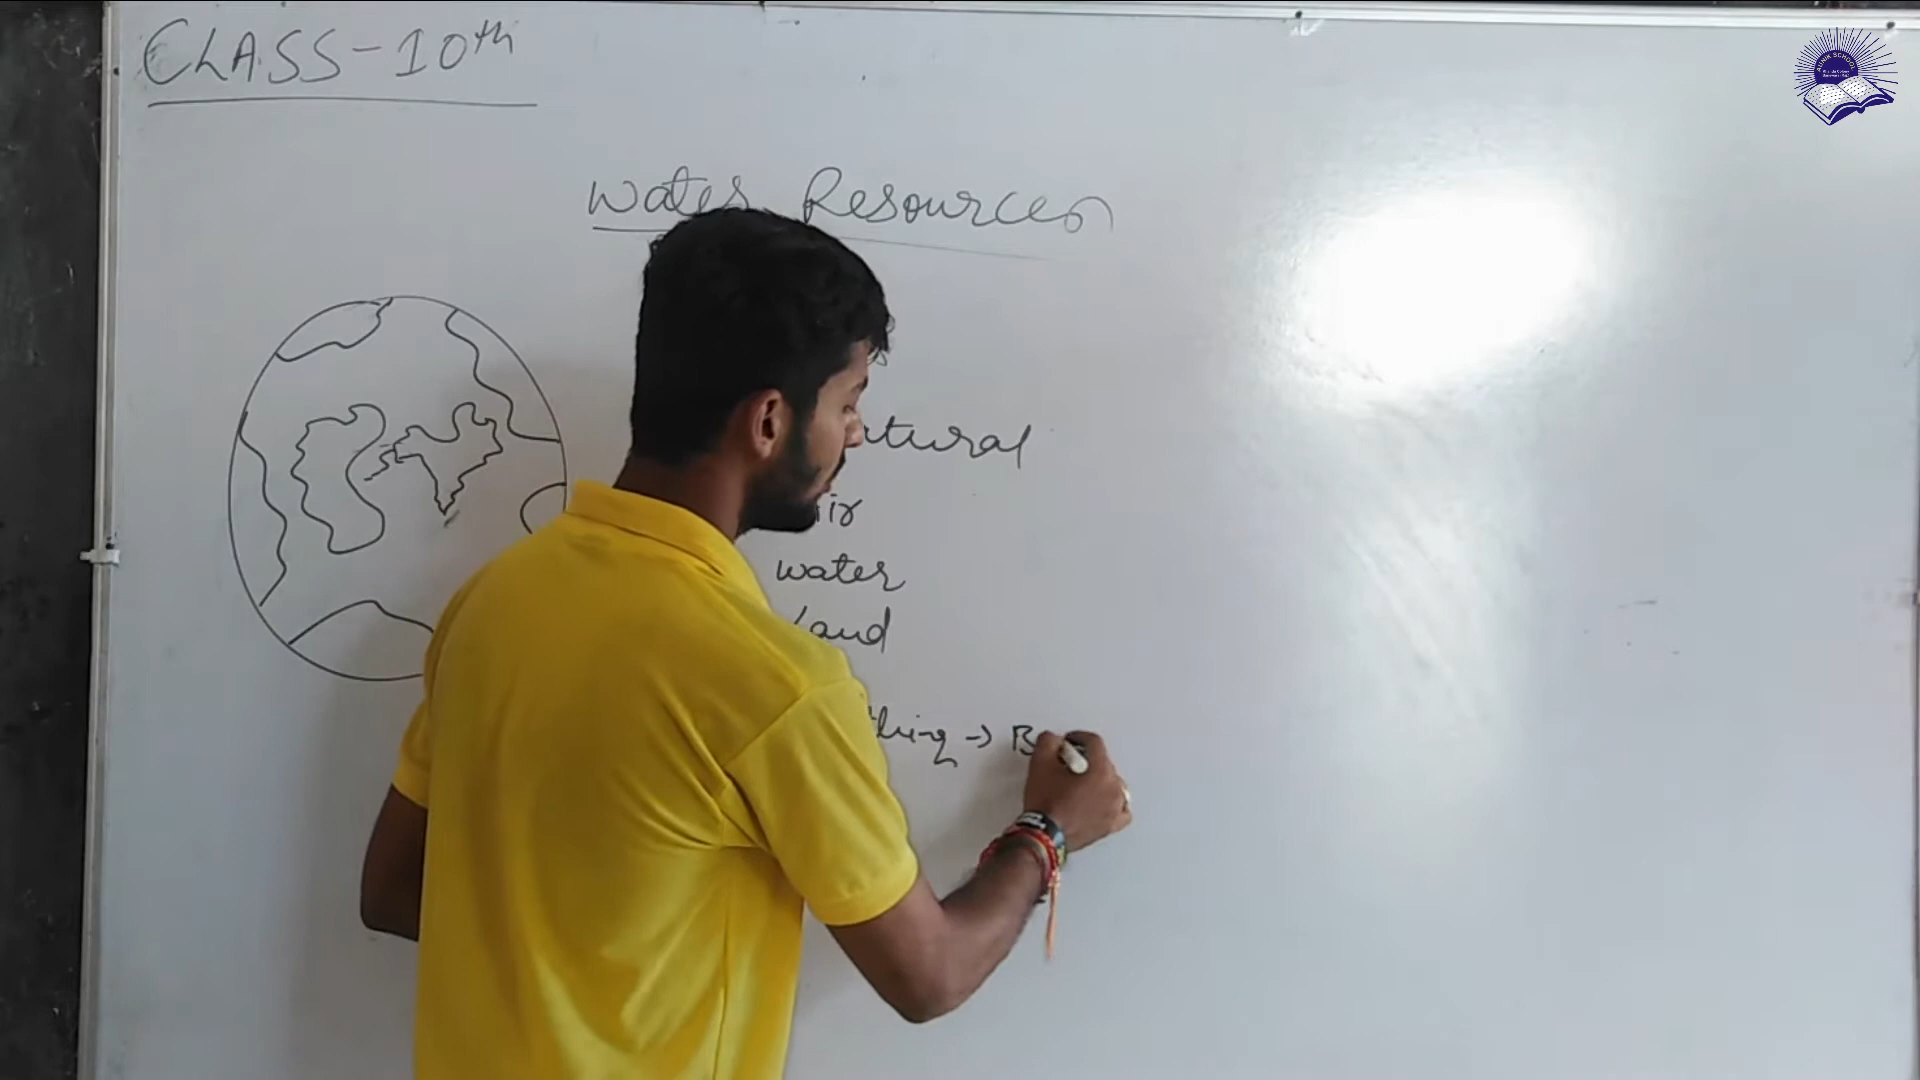 CLASS-10th
Water Resources
tural
ir
water
land
thing → B